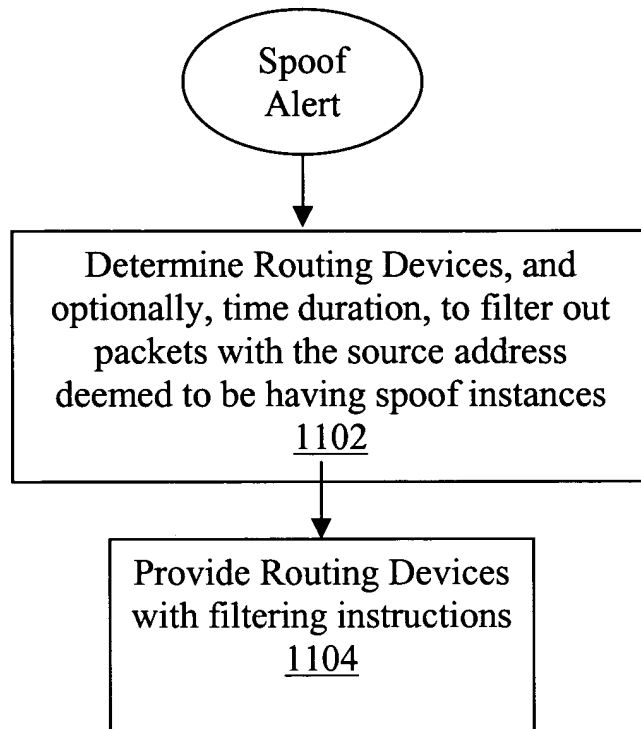 Spoof
Alert
Determine Routing Devices, and
optionally, time duration, to filter out
packets with the source address
deemed to be having spoof instances
1102
Provide Routing Devices
with filtering instructions
1104